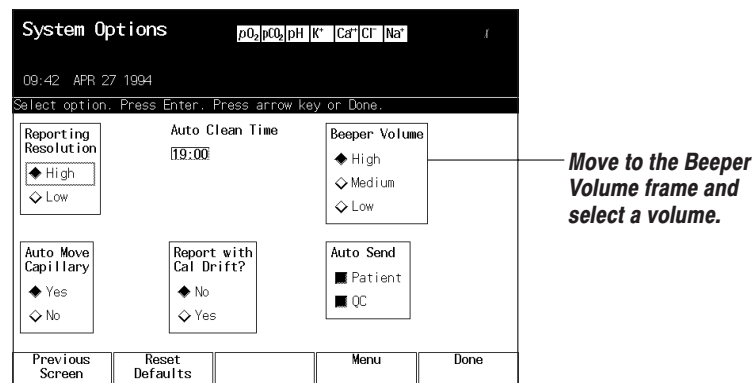 System Options
pO₂ pCO₂ pH K⁺ Ca⁺⁺ Cl⁻ Na⁺
09:42 APR 27 1994
Select option. Press Enter. Press arrow key or Done.
Reporting
Resolution
High
Low
Auto Clean Time
19:00
Beeper Volume
High
Medium
Low
Move to the Beeper
Volume frame and
select a volume.
Auto Move
Capillary
Yes
No
Report with
Cal Drift?
No
Yes
Auto Send
Patient
QC
Previous
Screen
Reset
Defaults
Menu
Done